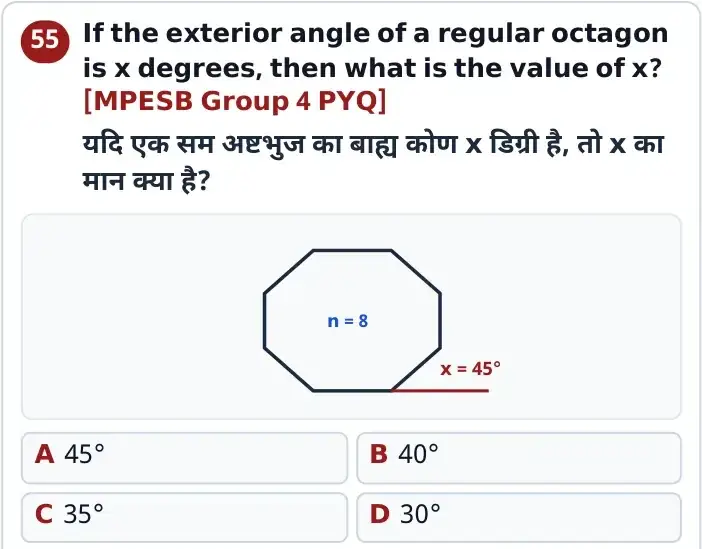 55 If the exterior angle of a regular octagon
is x degrees, then what is the value of x?
[MPESB Group 4 PYQ]
यदि एक सम अष्टभुज का बाह्य कोण x डिग्री है, तो x का
मान क्या है?
n = 8
x = 45°
A 45°
B 40°
C 35°
D 30°